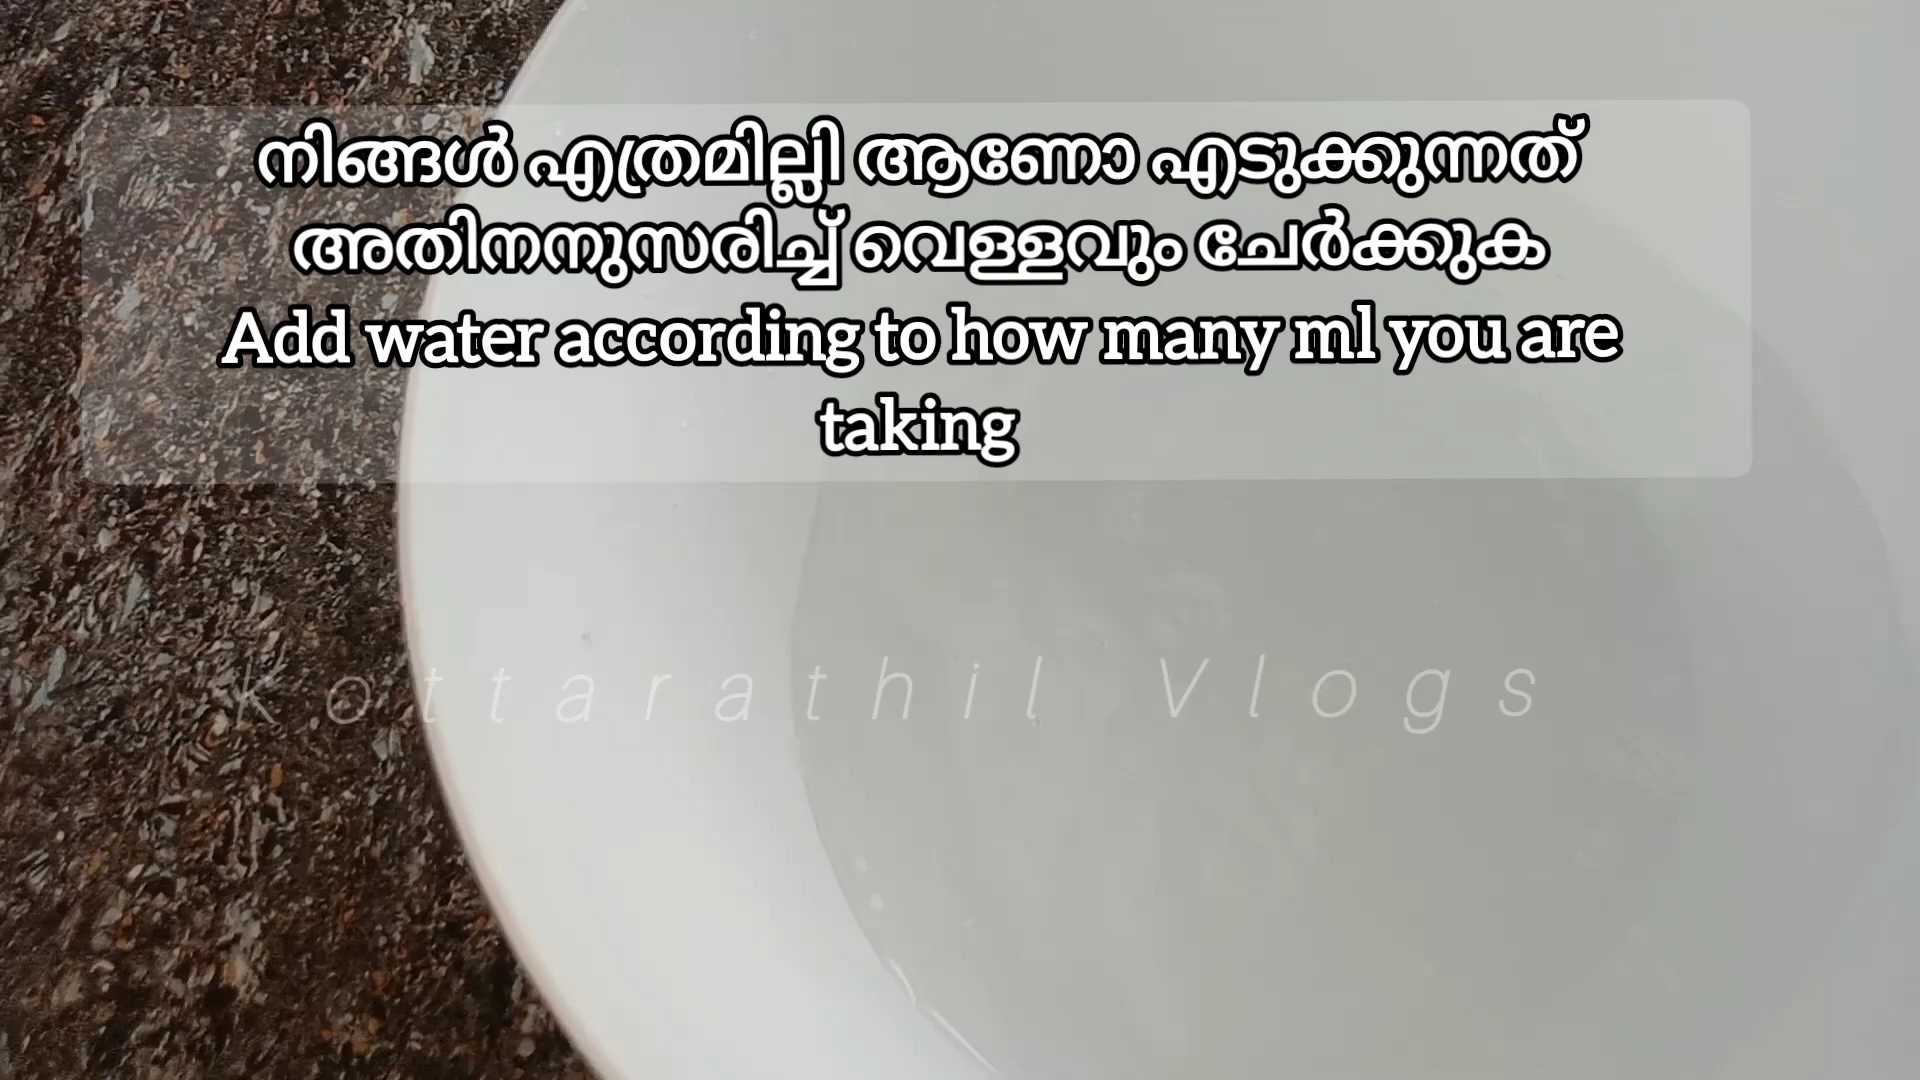 നിങ്ങൾ എത്രമില്ലി ആണോ എടുക്കുന്നത്
അതിനനുസരിച്ച് വെള്ളവും ചേർക്കുക
Add water according to how many ml you are
taking
kottarathil Vlogs